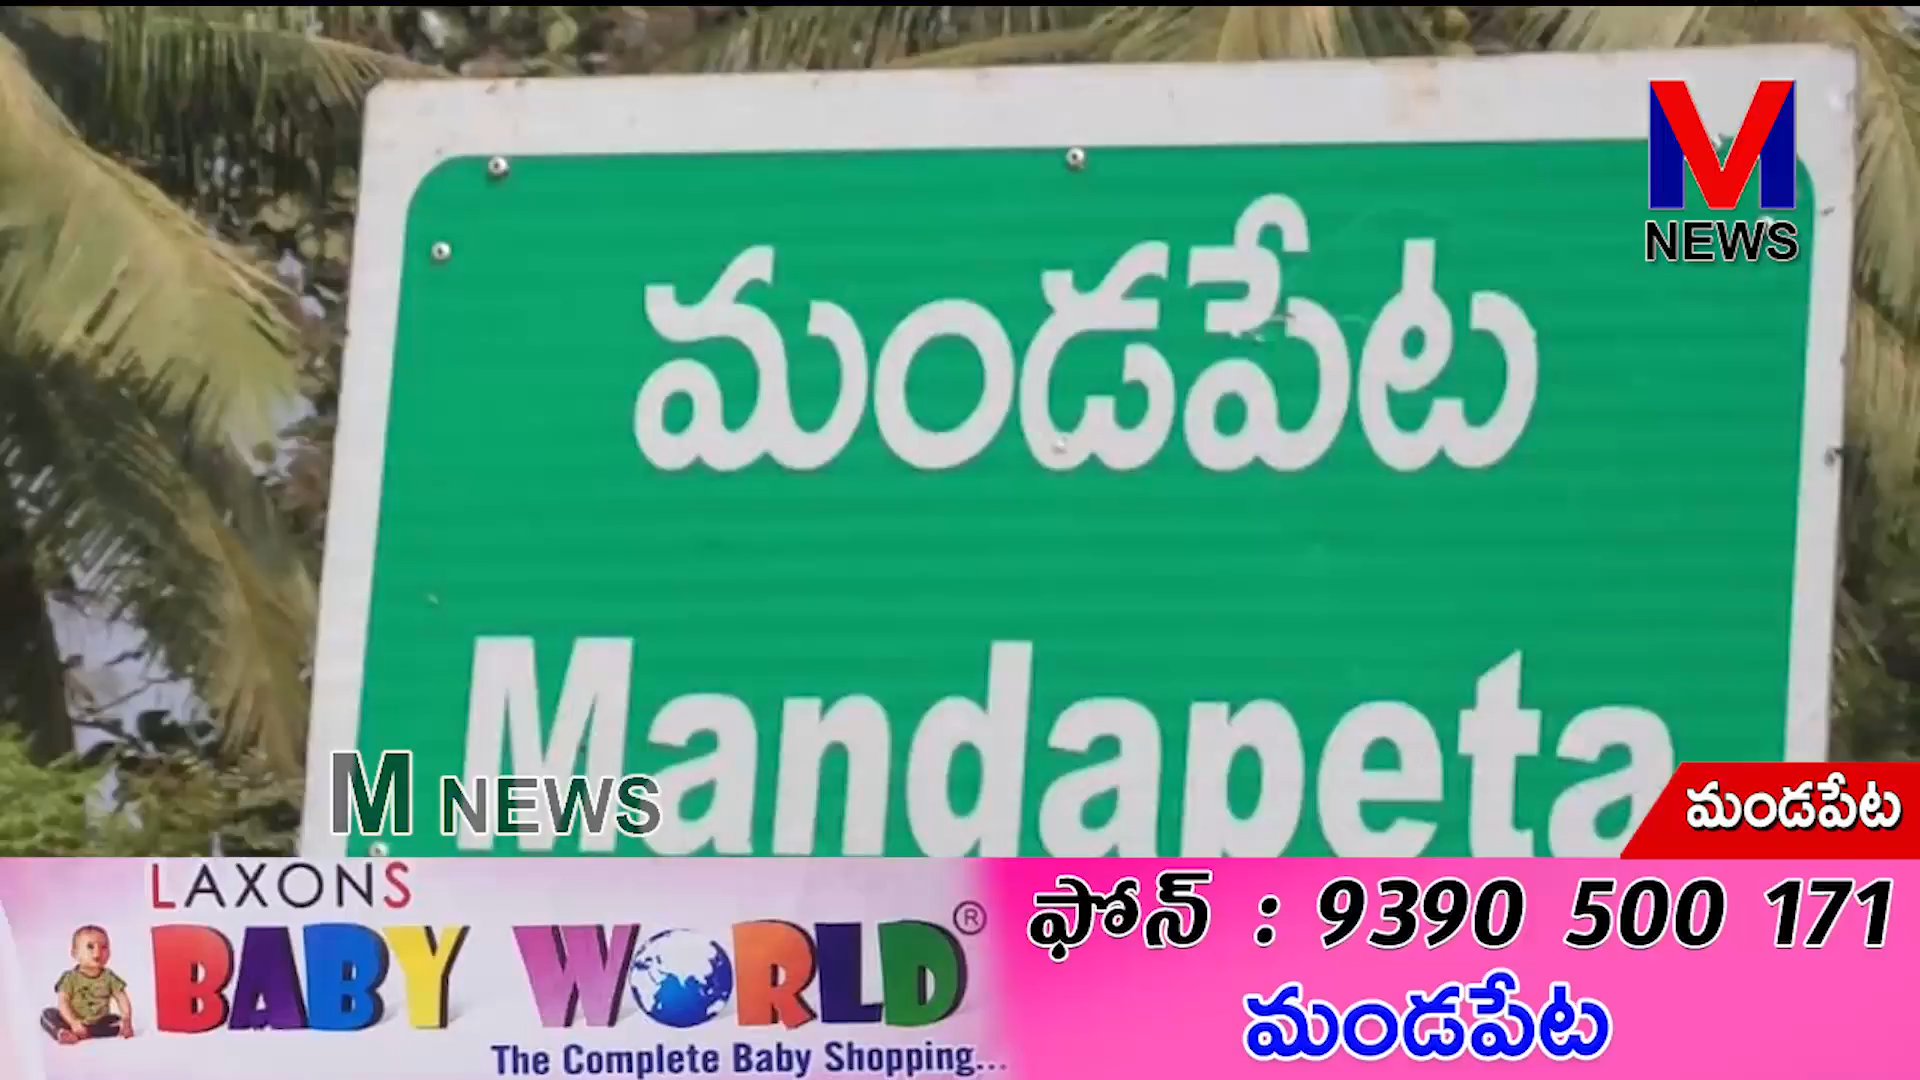 M
NEWS
మండపేట
Mandapeta
M NEWS
మండపేట
LAXONS
BABY WORLD®
The Complete Baby Shopping...
ఫోన్ : 9390 500 171
మండపేట